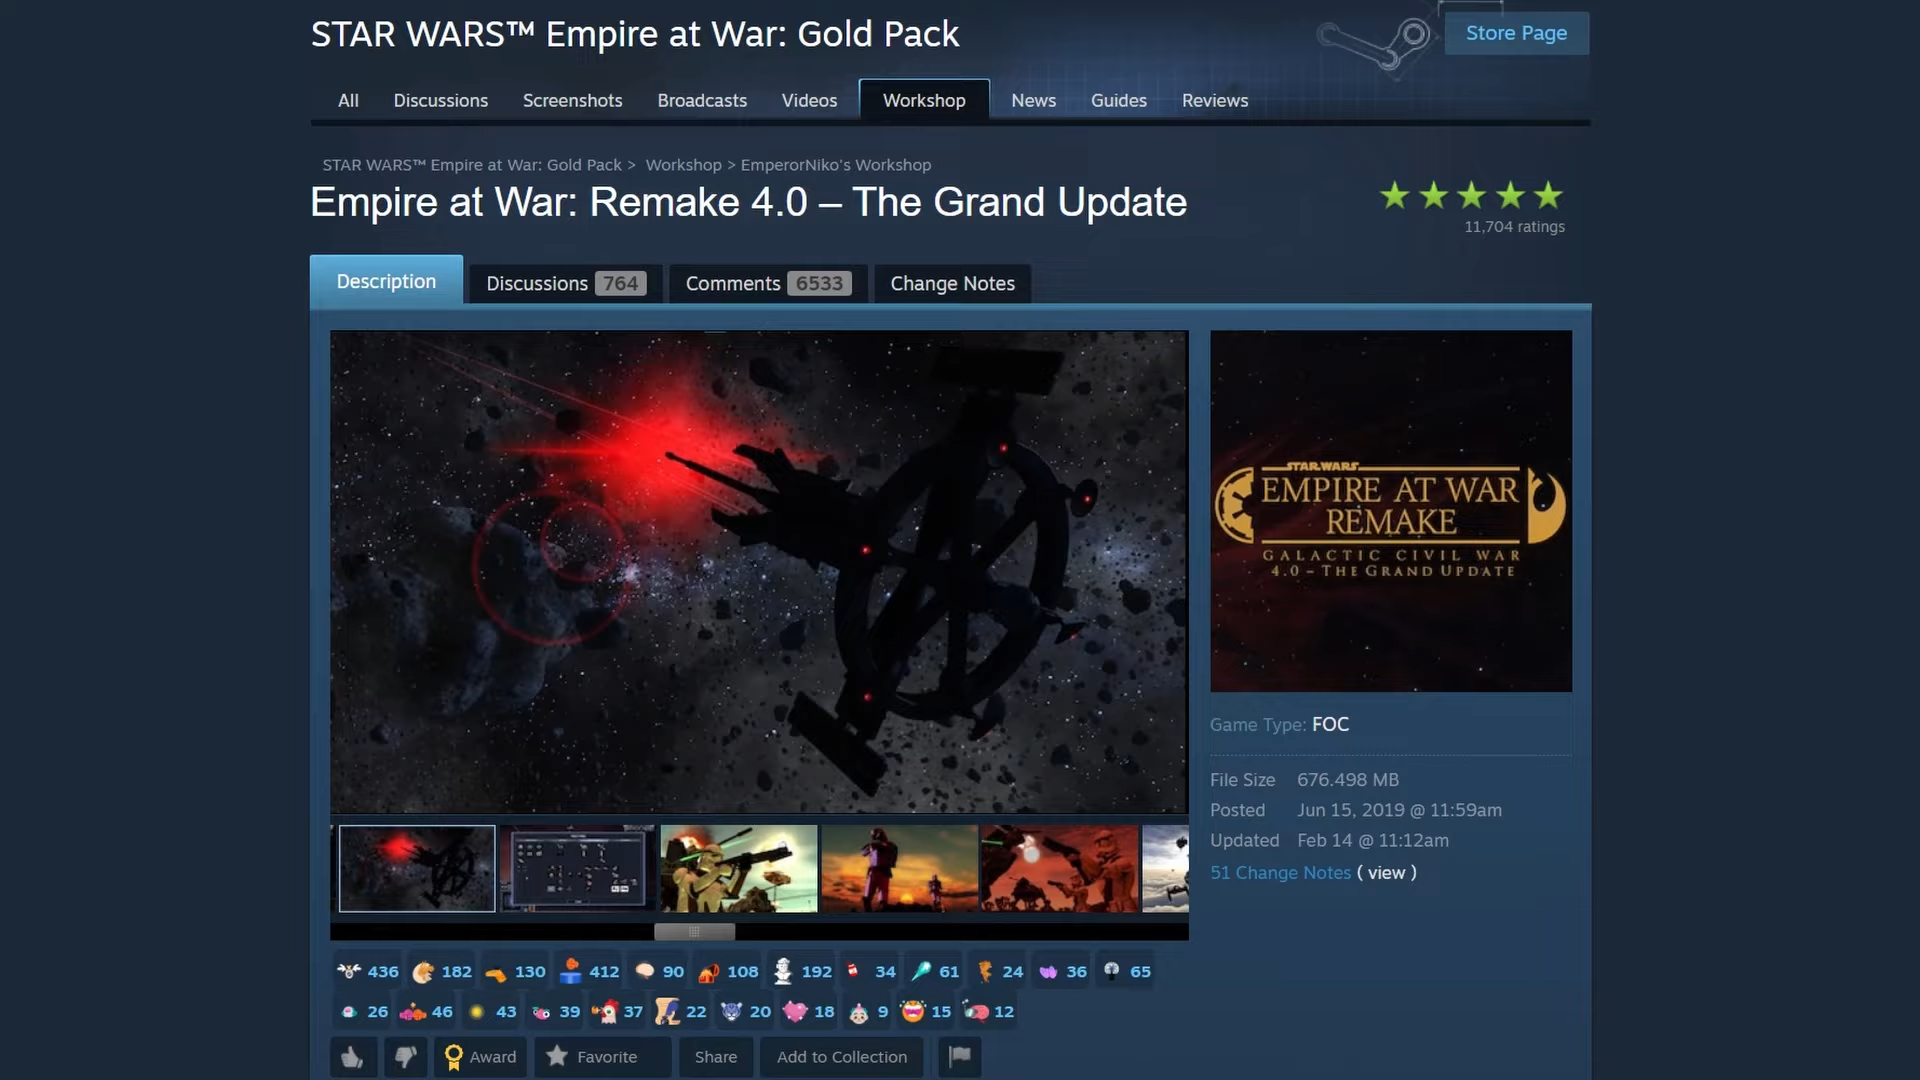 STAR WARS™ Empire at War: Gold Pack
Store Page
All Discussions Screenshots Broadcasts Videos Workshop News Guides Reviews
STAR WARS™ Empire at War: Gold Pack > Workshop > EmperorNiko's Workshop
Empire at War: Remake 4.0 – The Grand Update
11,704 ratings
Description Discussions 764 Comments 6533 Change Notes
STAR WARS
EMPIRE AT WAR
REMAKE
GALACTIC CIVIL WAR
4.0 – THE GRAND UPDATE
Game Type: FOC
File Size 676.498 MB
Posted Jun 15, 2019 @ 11:59am
Updated Feb 14 @ 11:12am
51 Change Notes ( view )
436 182 130 412 90 108 192 34 61 24 36 65
26 46 43 39 37 22 20 18 9 15 12
Award Favorite Share Add to Collection